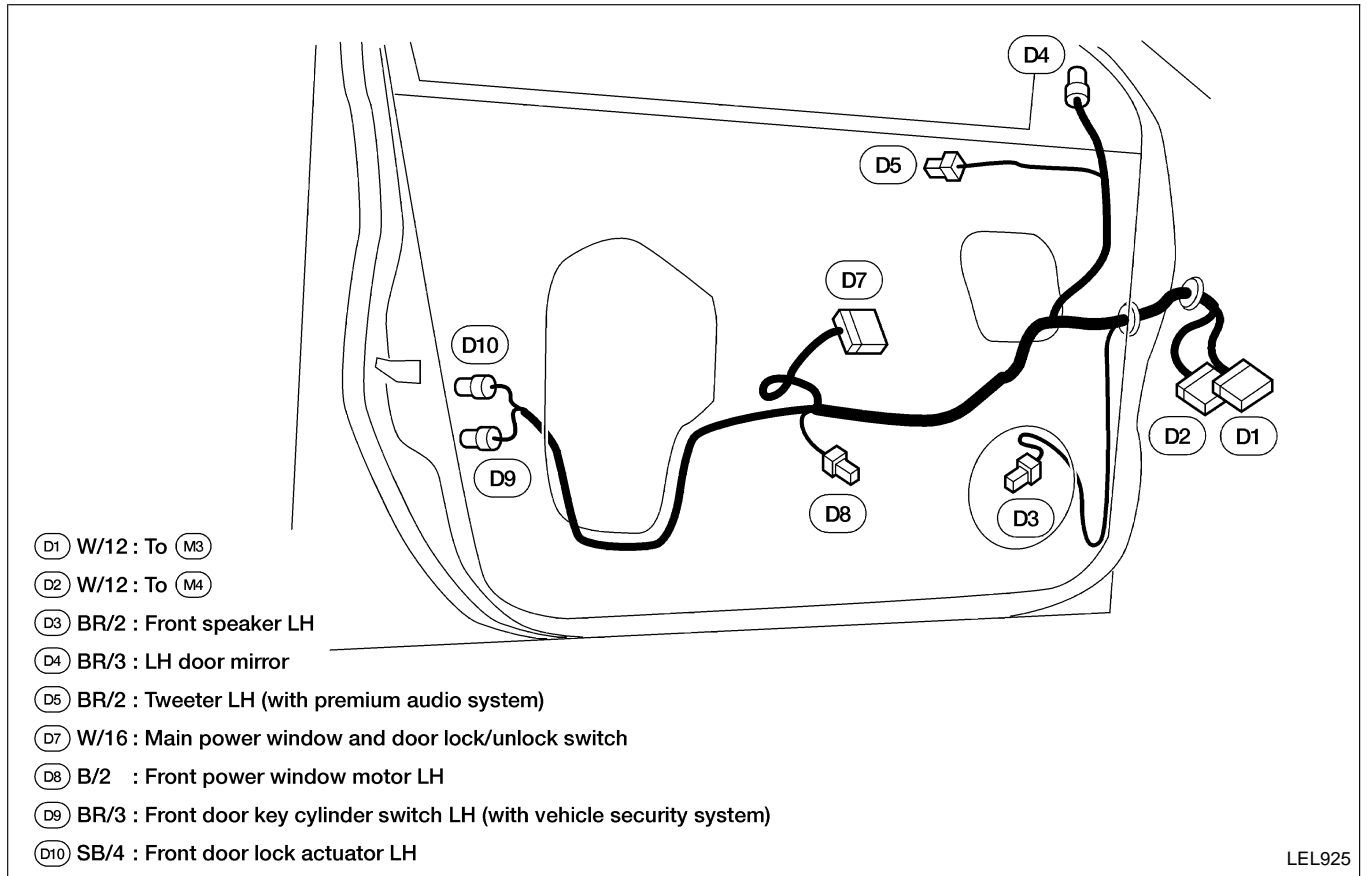 D4
D5
D7
D10
D2 D1
D9
D8
D3
D1 W/12 : To M3
D2 W/12 : To M4
D3 BR/2 : Front speaker LH
D4 BR/3 : LH door mirror
D5 BR/2 : Tweeter LH (with premium audio system)
D7 W/16 : Main power window and door lock/unlock switch
D8 B/2 : Front power window motor LH
D9 BR/3 : Front door key cylinder switch LH (with vehicle security system)
D10 SB/4 : Front door lock actuator LH
LEL925